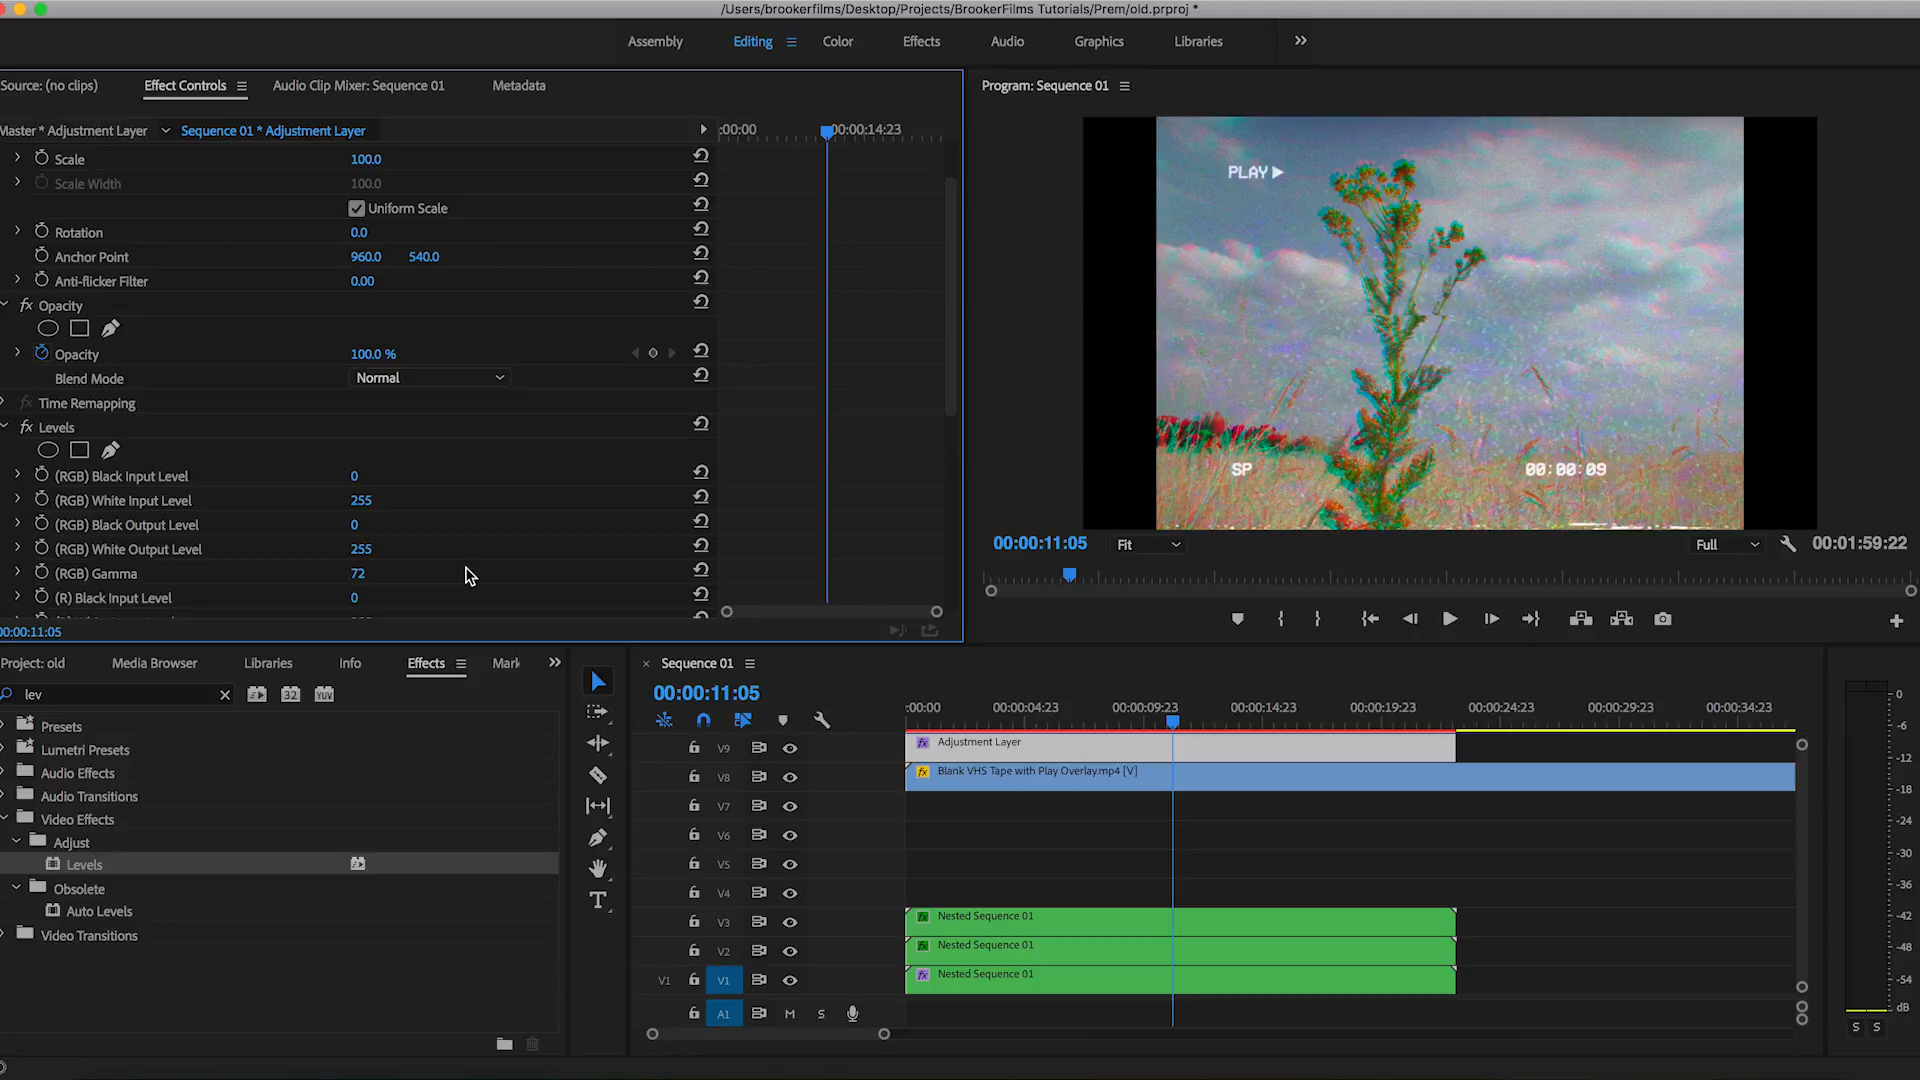 /Users/brookerfilms/Desktop/Projects/BrookerFilms Tutorials/Prem/old.prproj *
Assembly Editing Color Effects Audio Graphics Libraries
Source: (no clips) Effect Controls Audio Clip Mixer: Sequence 01 Metadata
Program: Sequence 01
Master * Adjustment Layer Sequence 01 * Adjustment Layer :00:00 00:00:14:23
Scale 100.0
Scale Width 100.0
Uniform Scale
Rotation 0.0
Anchor Point 960.0 540.0
Anti-flicker Filter 0.00
fx Opacity
Opacity 100.0 %
Blend Mode Normal
fx Time Remapping
fx Levels
(RGB) Black Input Level 0
(RGB) White Input Level 255
(RGB) Black Output Level 0
(RGB) White Output Level 255
(RGB) Gamma 72
(R) Black Input Level 0
00:00:11:05
PLAY
SP 00:00:09
00:00:11:05 Fit Full 00:01:59:22
Project: old Media Browser Libraries Info Effects Mark
lev 32 YUV
Presets
Lumetri Presets
Audio Effects
Audio Transitions
Video Effects
Adjust
Levels
Obsolete
Auto Levels
Video Transitions
Sequence 01
00:00:11:05
:00:00 00:00:04:23 00:00:09:23 00:00:14:23 00:00:19:23 00:00:24:23 00:00:29:23 00:00:34:23
V9 fx Adjustment Layer
V8 fx Blank VHS Tape with Play Overlay.mp4 [V]
V7
V6
V5
V4
V3 fx Nested Sequence 01
V2 fx Nested Sequence 01
V1 V1 fx Nested Sequence 01
A1 M S
0
-6
-12
-18
-24
-30
-36
-42
-48
-54
dB
S S